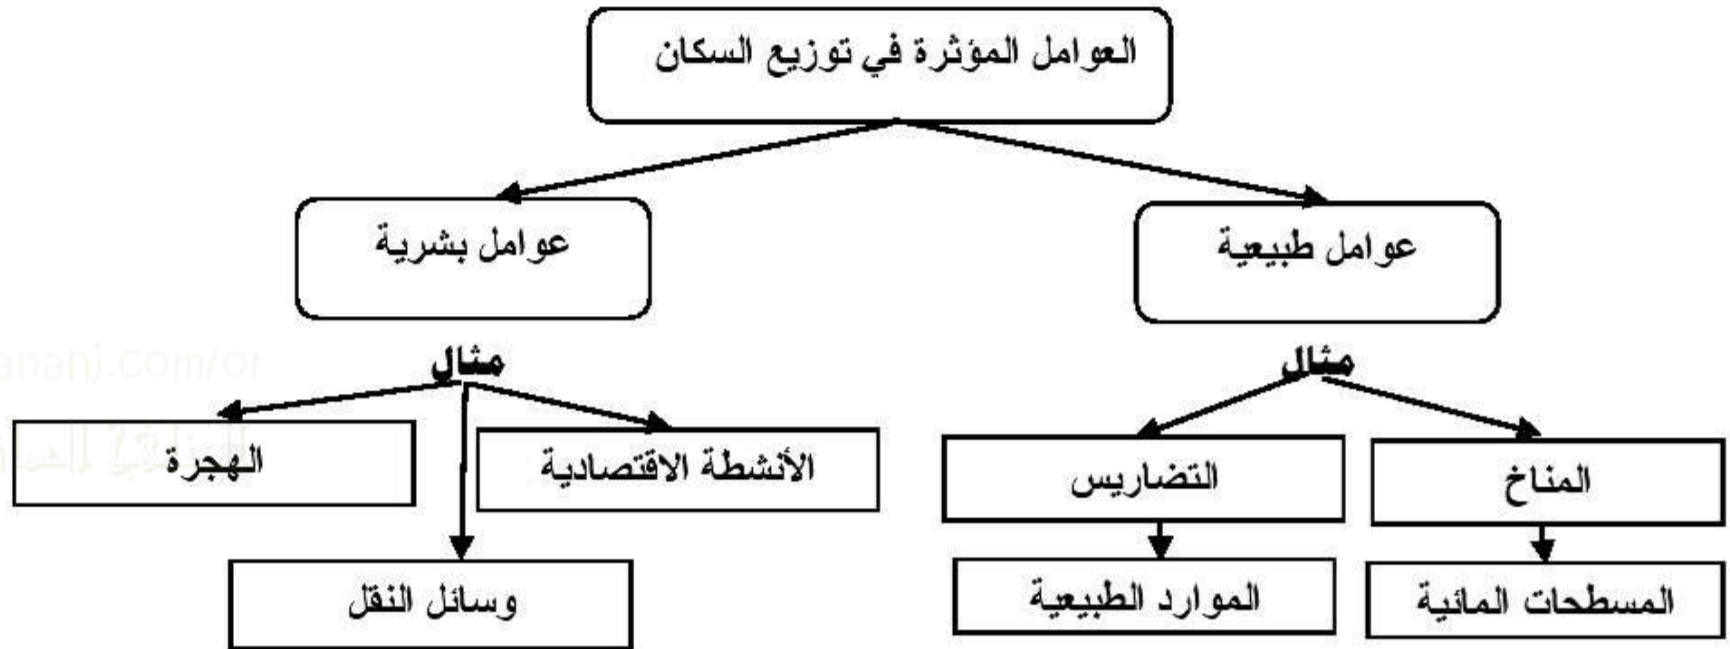 العوامل المؤثرة في توزيع السكان
عوامل طبيعية
عوامل بشرية
مثال
مثال
المناخ
التضاريس
الأنشطة الاقتصادية
الهجرة
المسطحات المائية
الموارد الطبيعية
وسائل النقل